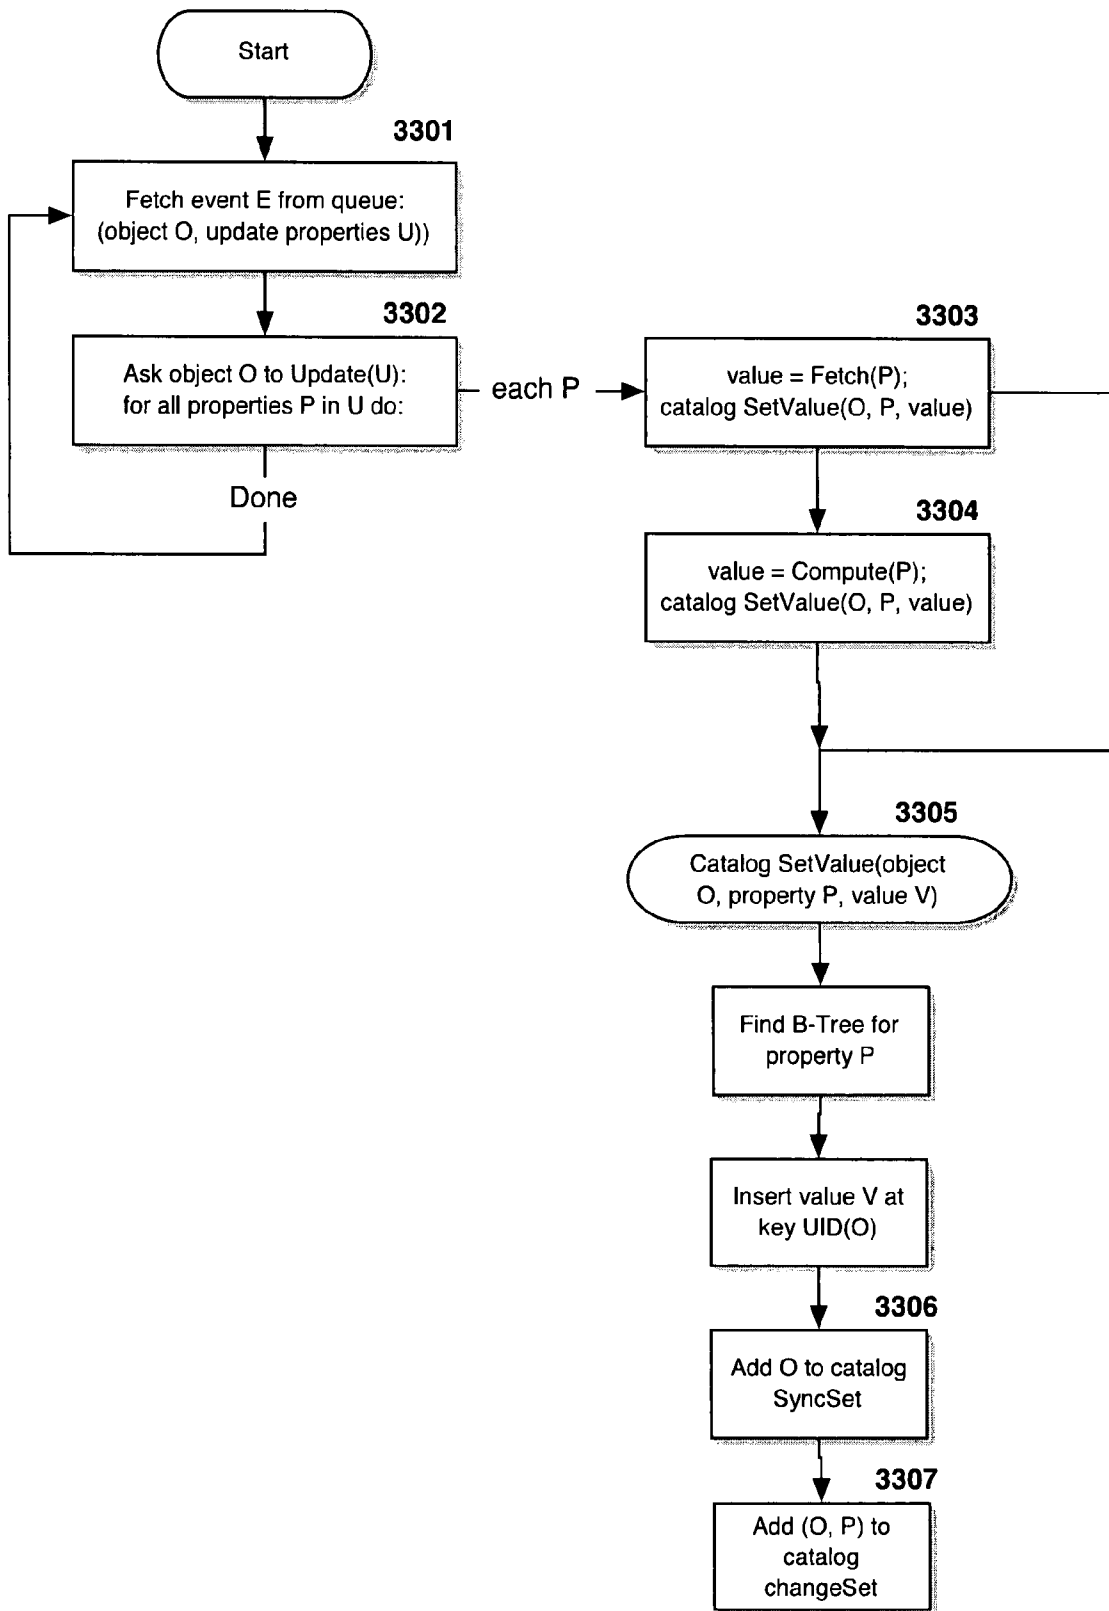 Start
3301
Fetch event E from queue:
(object O, update properties U))
3302
Ask object O to Update(U):
for all properties P in U do:
each P
Done
3303
value = Fetch(P);
catalog SetValue(O, P, value)
3304
value = Compute(P);
catalog SetValue(O, P, value)
3305
Catalog SetValue(object
O, property P, value V)
Find B-Tree for
property P
Insert value V at
key UID(O)
3306
Add O to catalog
SyncSet
3307
Add (O, P) to
catalog
changeSet